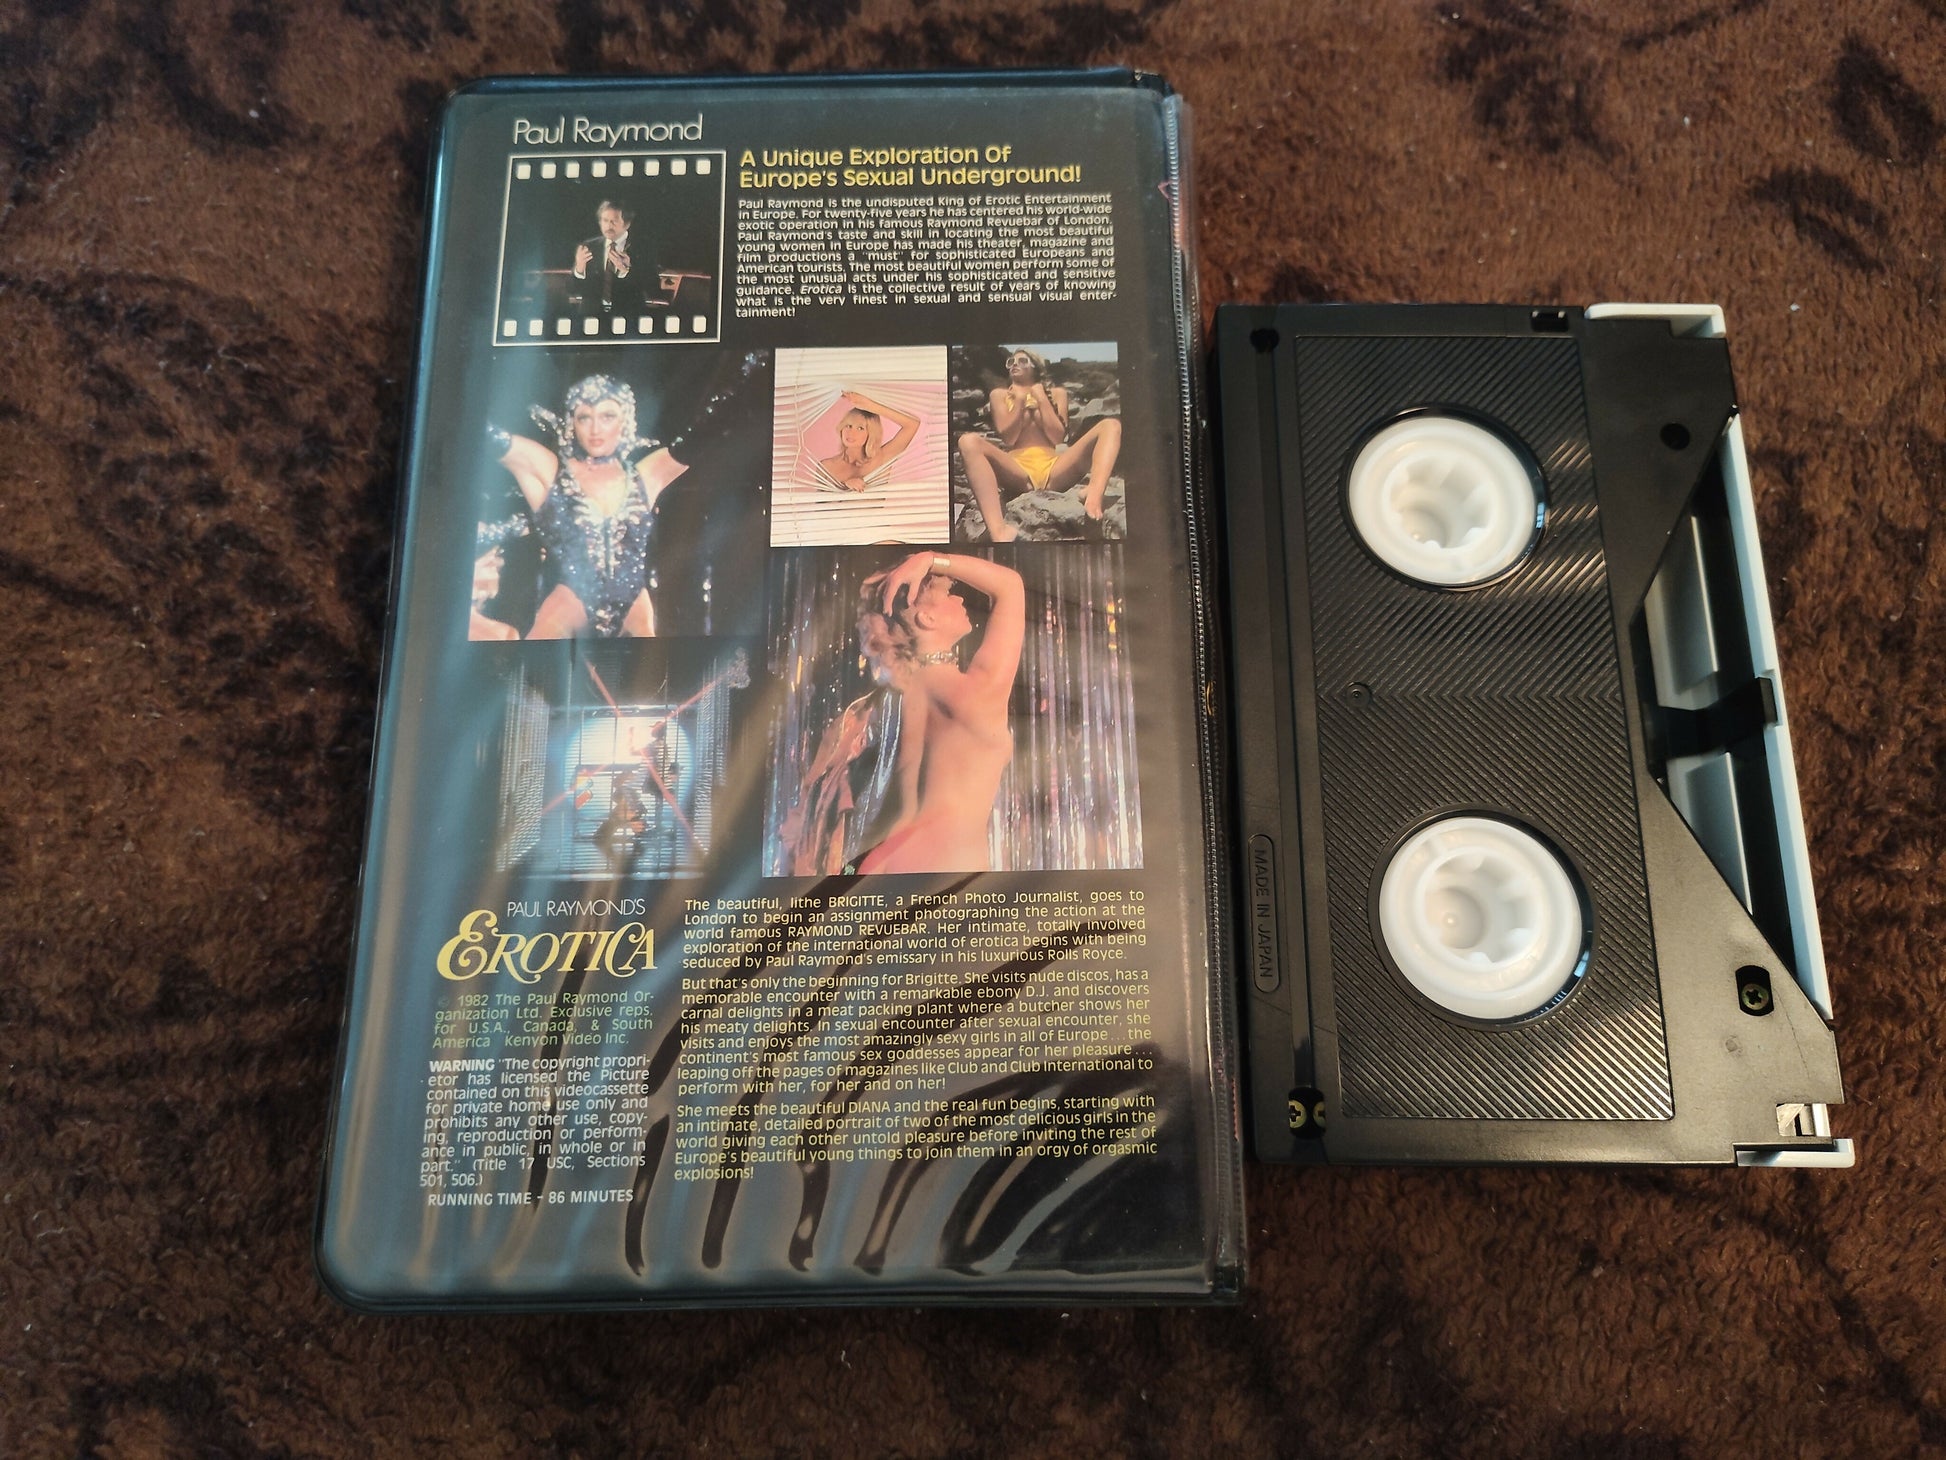 Paul Raymond
A Unique Exploration Of
Europe's Sexual Underground!
Paul Raymond is the undisputed King of Erotic Entertainment
in Europe. For twenty-five years he has centered his world-wide
exotic operation in his famous Raymond Revuebar of London.
Paul Raymond's taste and skill in locating the most beautiful
young women in Europe has made his theater, magazine and
film productions a "must" for sophisticated Europeans and
American tourists. The most beautiful women perform some of
the most unusual acts under his sophisticated and sensitive
guidance. Erotica is the collective result of years of knowing
what is the very finest in sexual and sensual visual enter-
tainment!
PAUL RAYMOND'S
EROTICA
© 1982 The Paul Raymond Or-
ganization Ltd. Exclusive reps.
for U.S.A., Canada, & South
America Kenyon Video Inc.
WARNING "The copyright propri-
etor has licensed the Picture
contained on this videocassette
for private home use only and
prohibits any other use, copy-
ing, reproduction or perform-
ance in public, in whole or in
part." (Title 17 USC, Sections
501, 506.)
RUNNING TIME - 86 MINUTES
The beautiful, lithe BRIGITTE, a French Photo Journalist, goes to
London to begin an assignment photographing the action at the
world famous RAYMOND REVUEBAR. Her intimate, totally involved
exploration of the international world of erotica begins with being
seduced by Paul Raymond's emissary in his luxurious Rolls Royce.
But that's only the beginning for Brigitte. She visits nude discos, has a
memorable encounter with a remarkable ebony D.J. and discovers
carnal delights in a meat packing plant where a butcher shows her
his meaty delights. In sexual encounter after sexual encounter, she
visits and enjoys the most amazingly sexy girls in all of Europe...the
continent's most famous sex goddesses appear for her pleasure...
leaping off the pages of magazines like Club and Club International to
perform with her, for her and on her!
She meets the beautiful DIANA and the real fun begins, starting with
an intimate, detailed portrait of two of the most delicious girls in the
world giving each other untold pleasure before inviting the rest of
Europe's beautiful young things to join them in an orgy of orgasmic
explosions!
MADE IN JAPAN